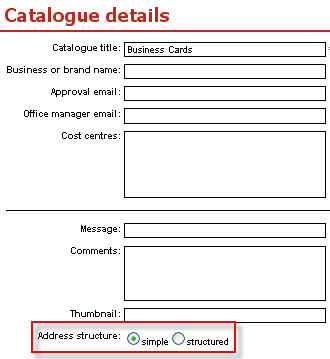 Catalogue details
Catalogue title: Business Cards
Business or brand name:
Approval email:
Office manager email:
Cost centres:
Message:
Comments:
Thumbnail:
Address structure: simple structured